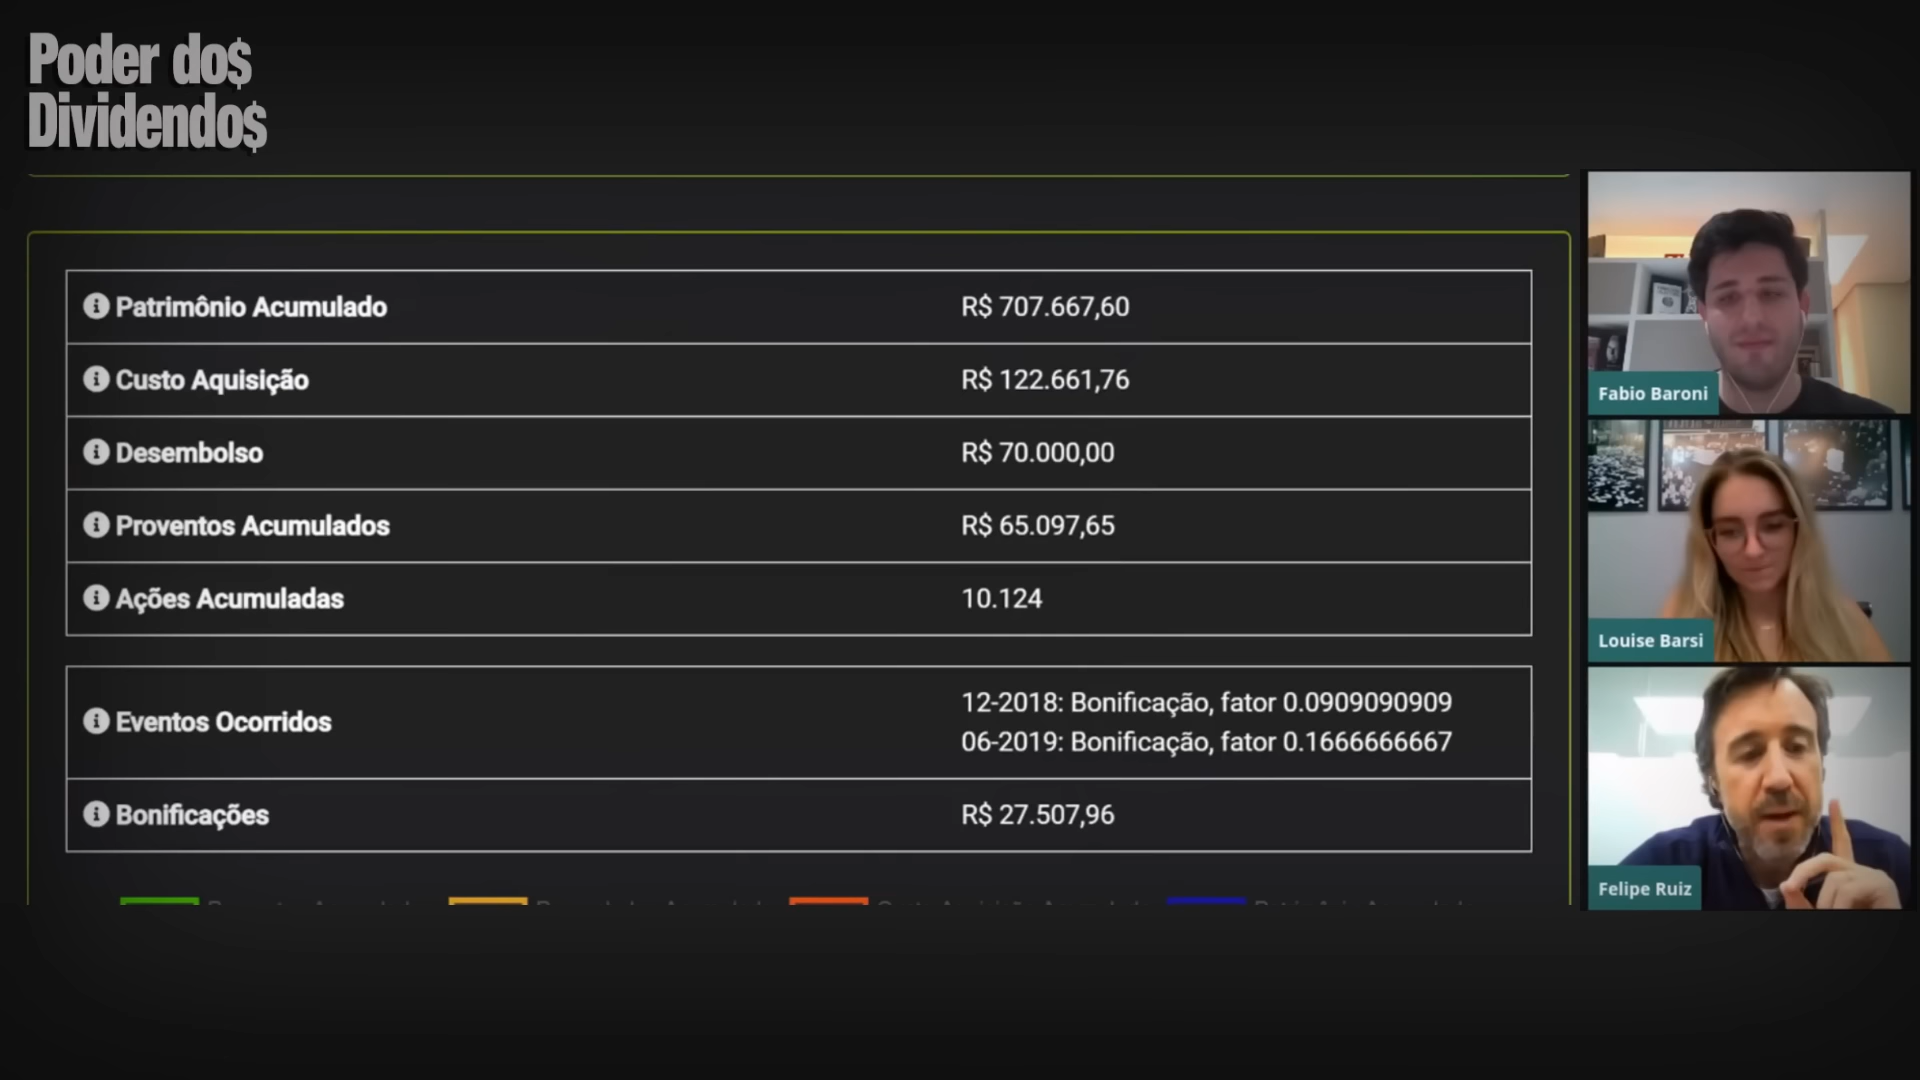 Poder do$
Dividendo$
Patrimônio Acumulado R$ 707.667,60
Custo Aquisição R$ 122.661,76
Desembolso R$ 70.000,00
Proventos Acumulados R$ 65.097,65
Ações Acumuladas 10.124
Eventos Ocorridos
12-2018: Bonificação, fator 0.0909090909
06-2019: Bonificação, fator 0.1666666667
Bonificações R$ 27.507,96
Fabio Baroni
Louise Barsi
Felipe Ruiz